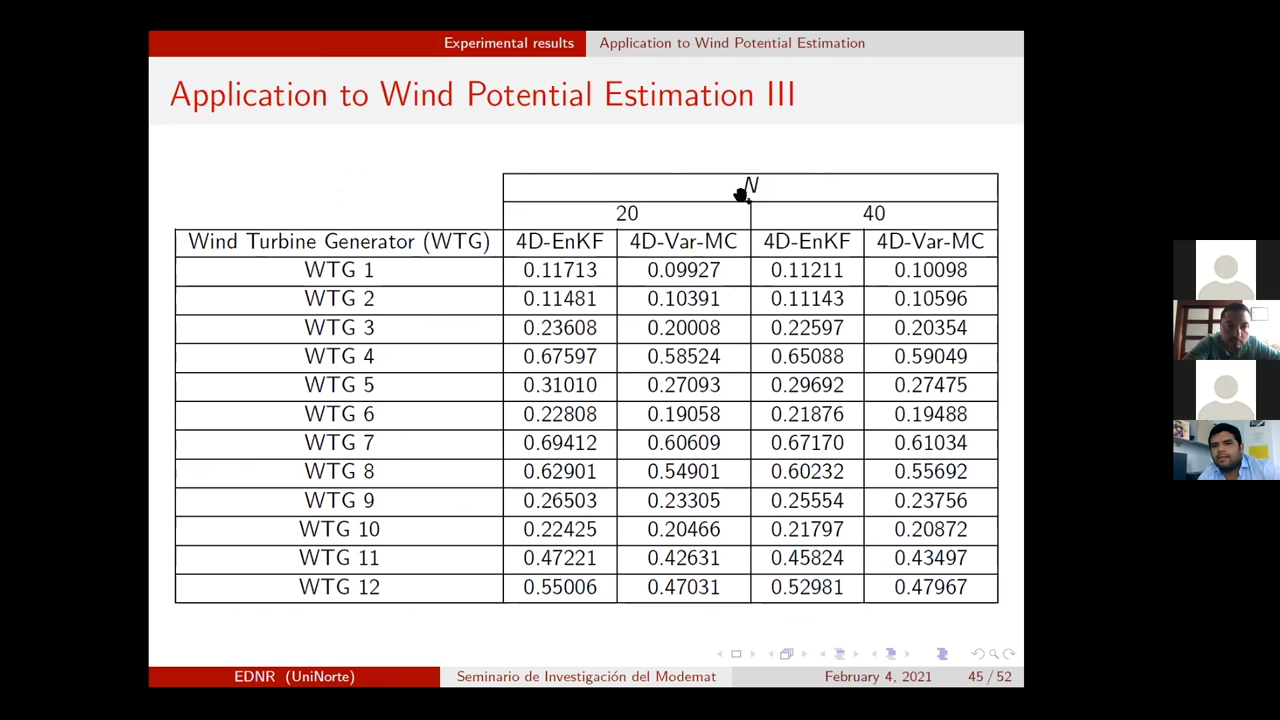 Experimental results Application to Wind Potential Estimation
Application to Wind Potential Estimation III
N
20 40
Wind Turbine Generator (WTG) 4D-EnKF 4D-Var-MC 4D-EnKF 4D-Var-MC
WTG 1 0.11713 0.09927 0.11211 0.10098
WTG 2 0.11481 0.10391 0.11143 0.10596
WTG 3 0.23608 0.20008 0.22597 0.20354
WTG 4 0.67597 0.58524 0.65088 0.59049
WTG 5 0.31010 0.27093 0.29692 0.27475
WTG 6 0.22808 0.19058 0.21876 0.19488
WTG 7 0.69412 0.60609 0.67170 0.61034
WTG 8 0.62901 0.54901 0.60232 0.55692
WTG 9 0.26503 0.23305 0.25554 0.23756
WTG 10 0.22425 0.20466 0.21797 0.20872
WTG 11 0.47221 0.42631 0.45824 0.43497
WTG 12 0.55006 0.47031 0.52981 0.47967
EDNR (UniNorte) Seminario de Investigación del Modemat February 4, 2021 45 / 52